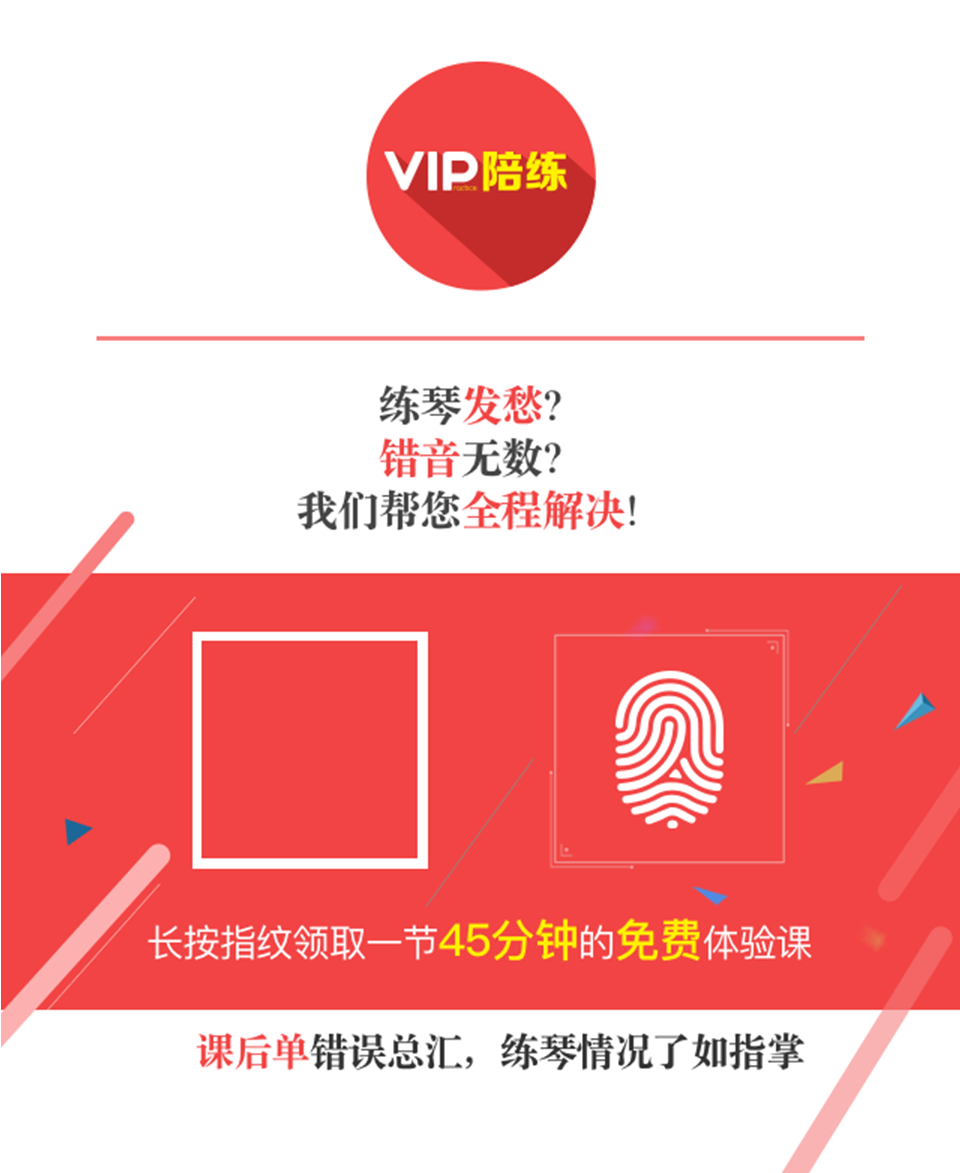 VIP陪练
ractice
练琴发愁?
错音无数?
我们帮您全程解决!
长按指纹领取一节45分钟的免费体验课
课后单错误总汇，练琴情况了如指掌